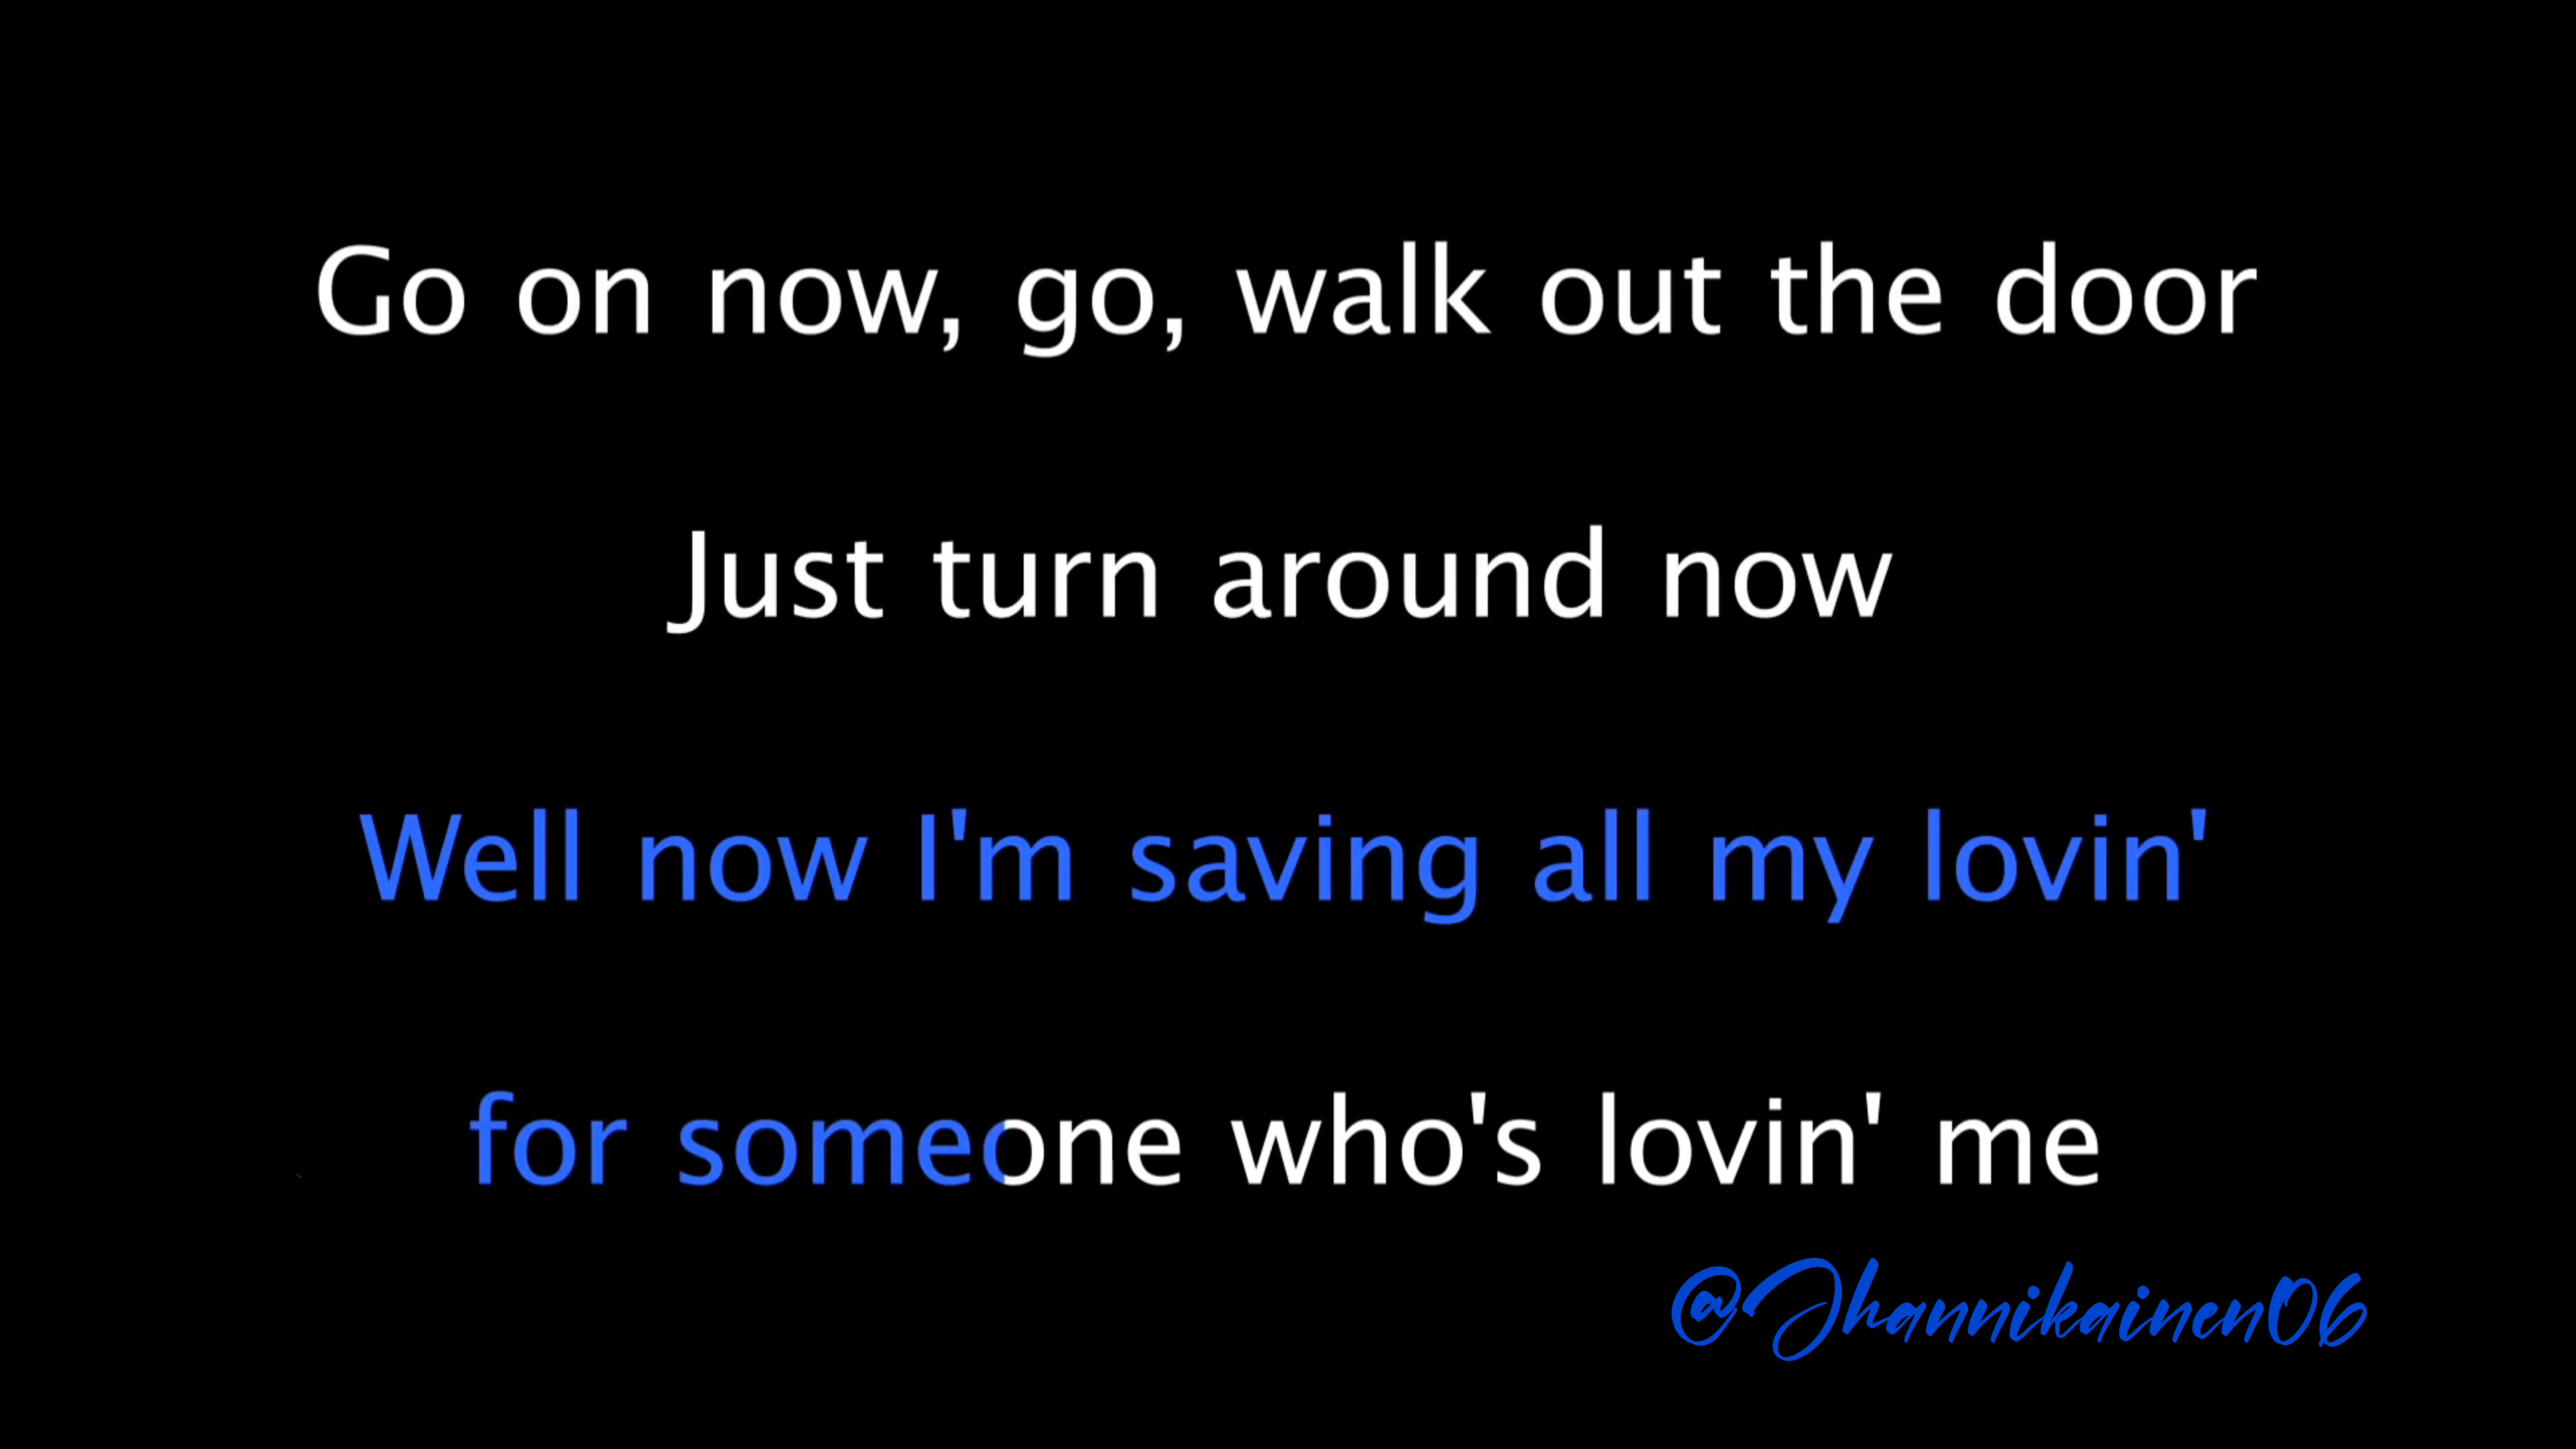 Go on now, go, walk out the door
Just turn around now
Well now I'm saving all my lovin'
for someone who's lovin' me
@Jhannikainen06